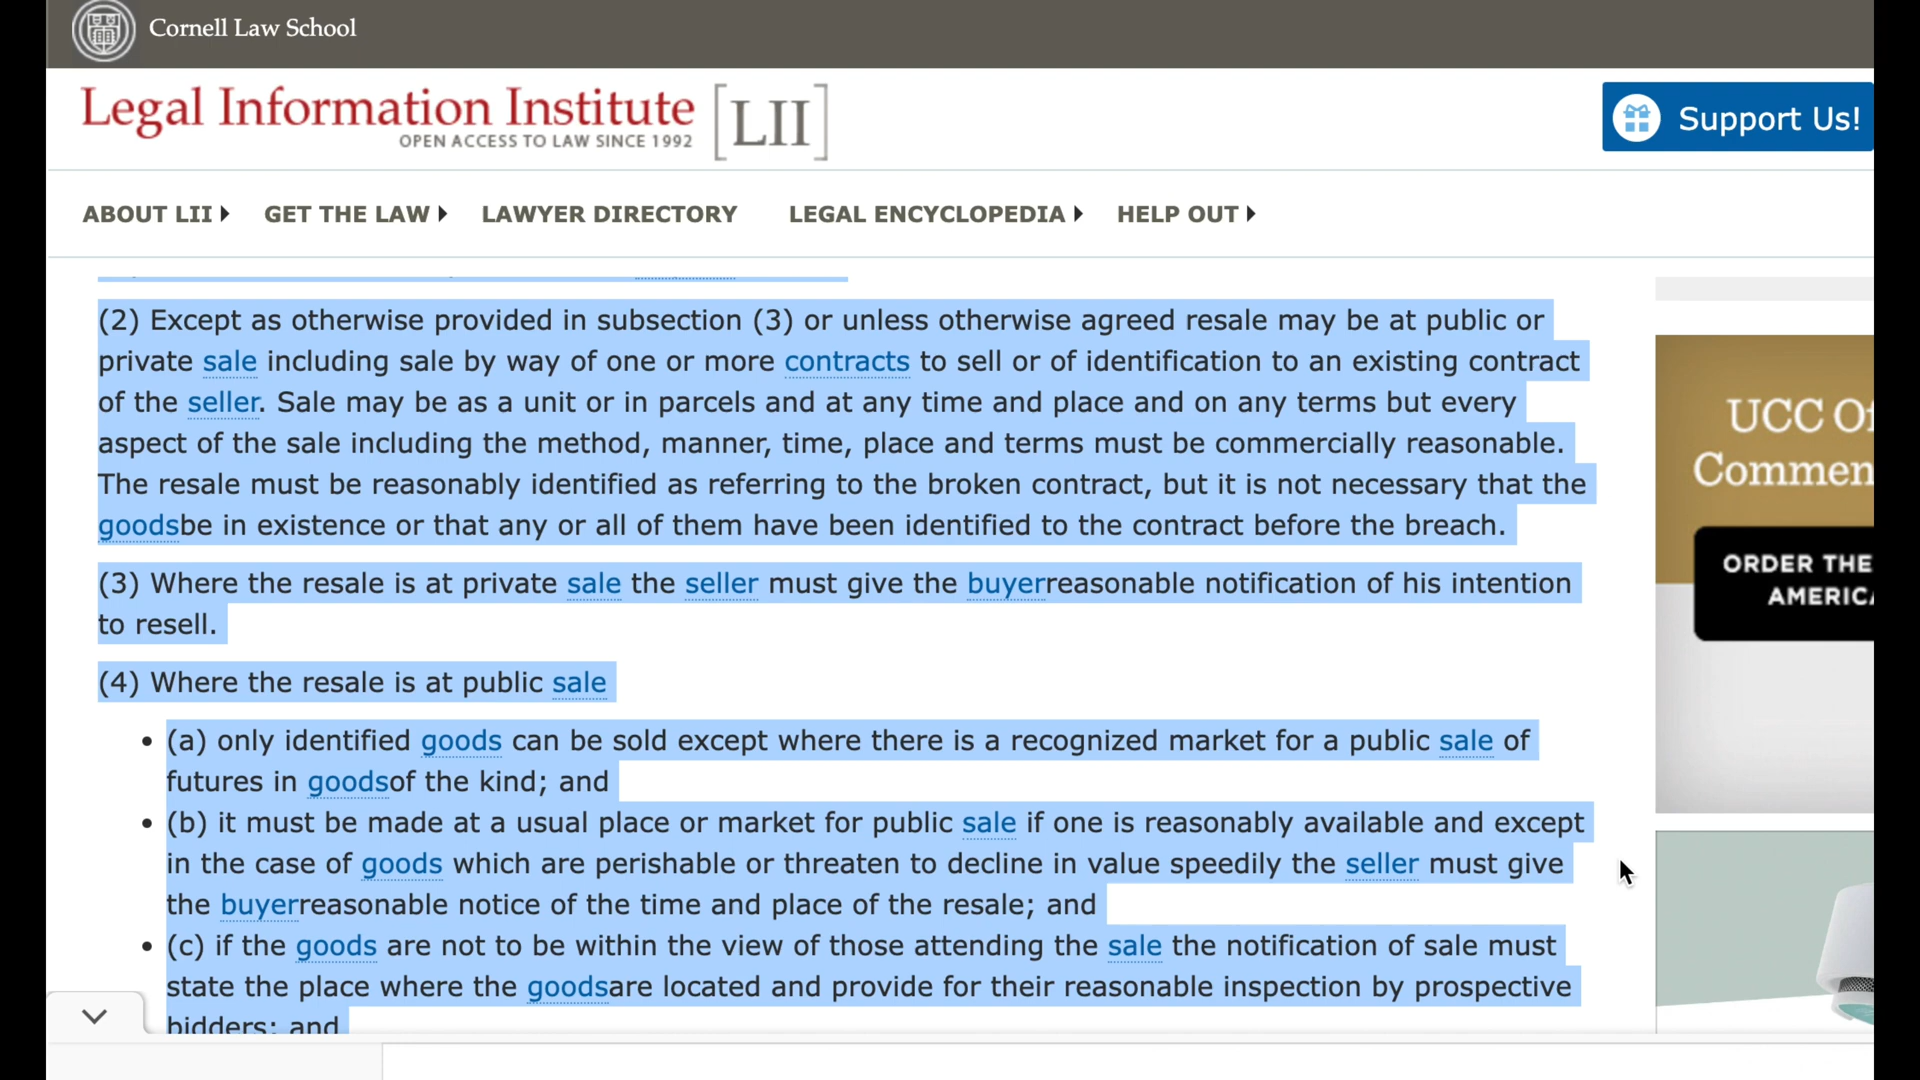 Cornell Law School
Legal Information Institute [LII]
OPEN ACCESS TO LAW SINCE 1992
Support Us!
ABOUT LII GET THE LAW LAWYER DIRECTORY LEGAL ENCYCLOPEDIA HELP OUT
(2) Except as otherwise provided in subsection (3) or unless otherwise agreed resale may be at public or
private sale including sale by way of one or more contracts to sell or of identification to an existing contract
of the seller. Sale may be as a unit or in parcels and at any time and place and on any terms but every
aspect of the sale including the method, manner, time, place and terms must be commercially reasonable.
The resale must be reasonably identified as referring to the broken contract, but it is not necessary that the
goodsbe in existence or that any or all of them have been identified to the contract before the breach.
(3) Where the resale is at private sale the seller must give the buyerreasonable notification of his intention
to resell.
(4) Where the resale is at public sale
• (a) only identified goods can be sold except where there is a recognized market for a public sale of
futures in goodsof the kind; and
• (b) it must be made at a usual place or market for public sale if one is reasonably available and except
in the case of goods which are perishable or threaten to decline in value speedily the seller must give
the buyerreasonable notice of the time and place of the resale; and
• (c) if the goods are not to be within the view of those attending the sale the notification of sale must
state the place where the goodsare located and provide for their reasonable inspection by prospective
bidders; and
UCC Of
Commen
ORDER THE
AMERICA